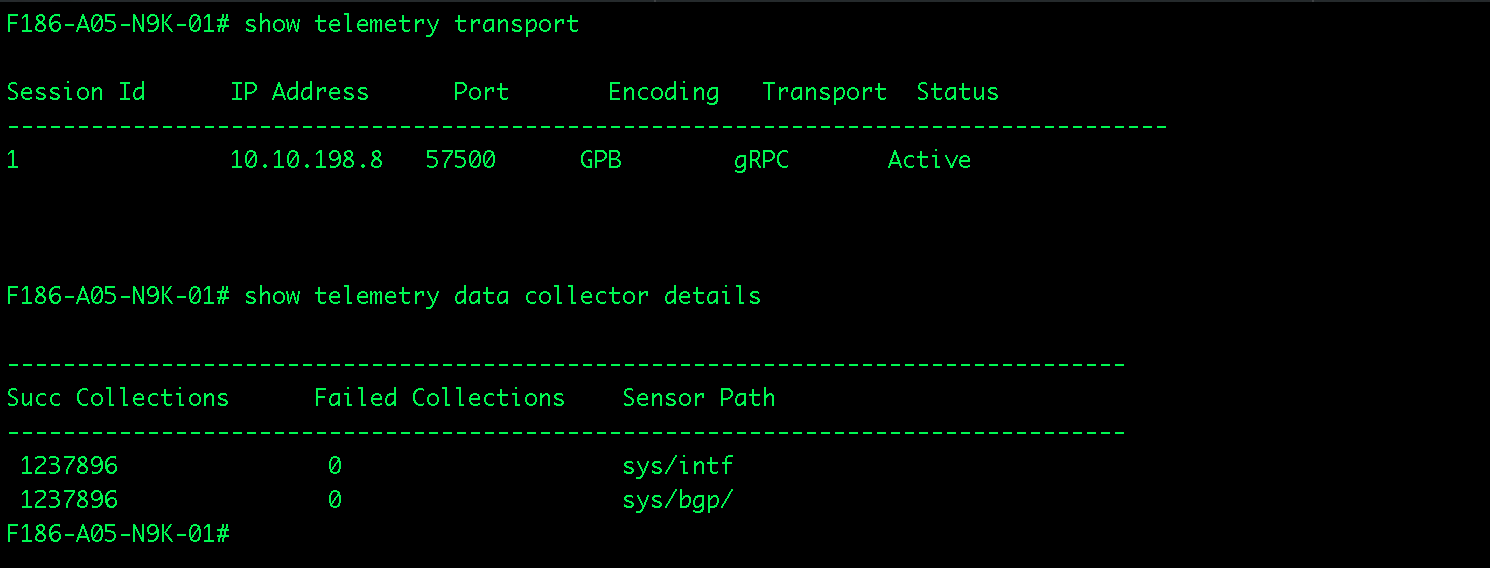 F186-A05-N9K-01# show telemetry transport
Session Id      IP Address      Port       Encoding   Transport  Status
-----------------------------------------------------------------------------------
1               10.10.198.8   57500      GPB        gRPC       Active
F186-A05-N9K-01# show telemetry data collector details
--------------------------------------------------------------------------------
Succ Collections      Failed Collections    Sensor Path
--------------------------------------------------------------------------------
1237896               0                    sys/intf
1237896               0                    sys/bgp/
F186-A05-N9K-01#